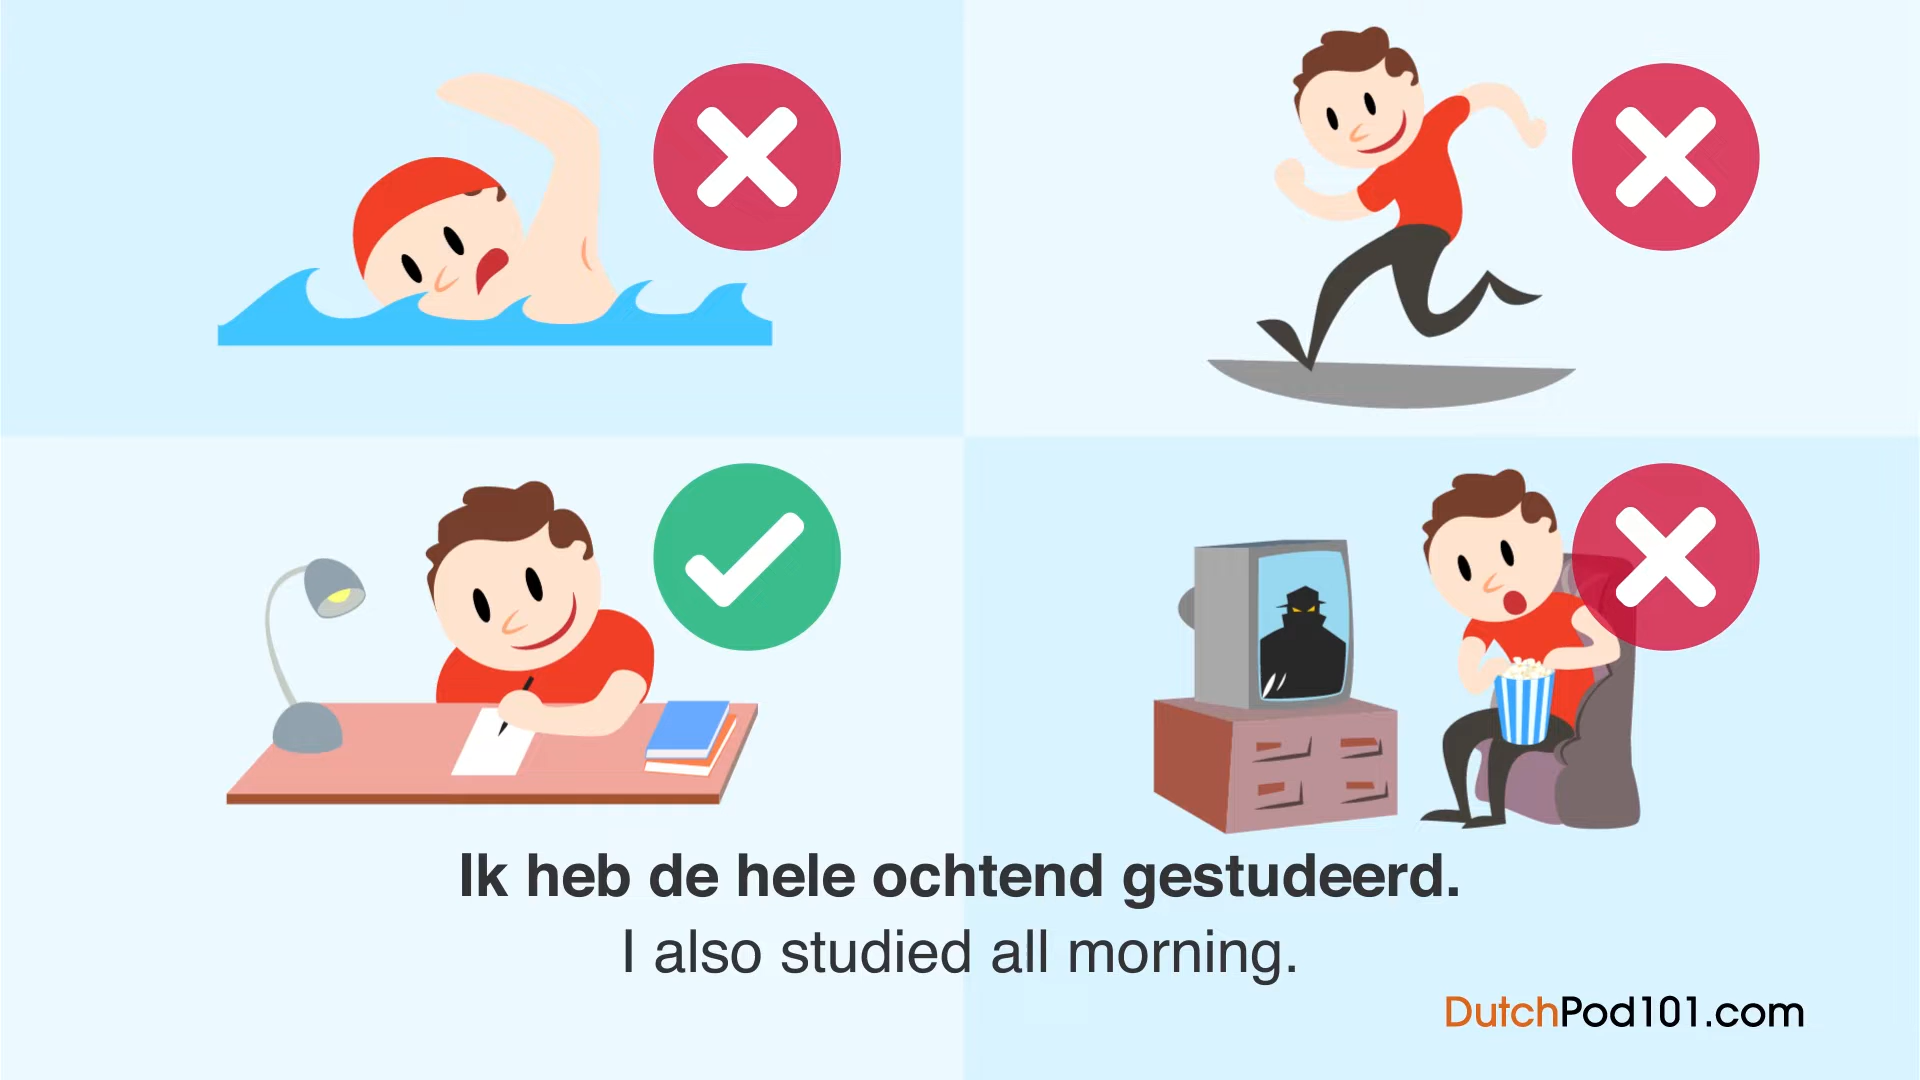 Ik heb de hele ochtend gestudeerd.
I also studied all morning.
DutchPod101.com